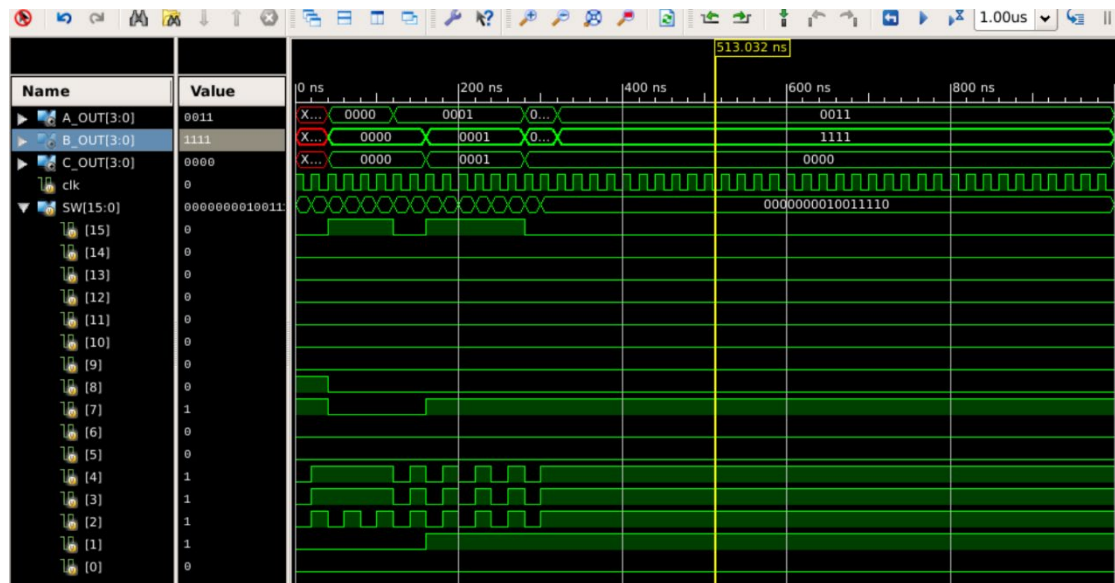 1.00us
513.032 ns
Name Value 0 ns 200 ns 400 ns 600 ns 800 ns
A_OUT[3:0] 0011 X... 0000 0001 0... 0011
B_OUT[3:0] 1111 X... 0000 0001 0... 1111
C_OUT[3:0] 0000 X... 0000 0001 0000
clk 0
SW[15:0] 0000000010011: 0000000010011110
[15] 0
[14] 0
[13] 0
[12] 0
[11] 0
[10] 0
[9] 0
[8] 0
[7] 1
[6] 0
[5] 0
[4] 1
[3] 1
[2] 1
[1] 1
[0] 0